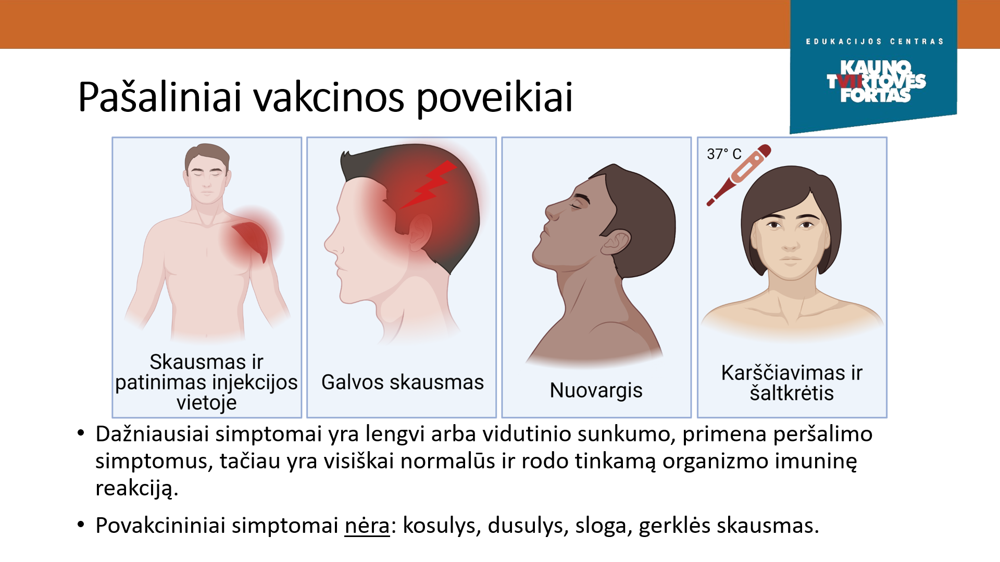 EDUKACIJOS CENTRAS
KAUNO
TVIIRTOVĖS
FORTAS
Pašaliniai vakcinos poveikiai
37° C
Skausmas ir
patinimas injekcijos
vietoje
Galvos skausmas
Nuovargis
Karščiavimas ir
šaltkrėtis
• Dažniausiai simptomai yra lengvi arba vidutinio sunkumo, primena peršalimo
simptomus, tačiau yra visiškai normalūs ir rodo tinkamą organizmo imuninę
reakciją.
• Povakcininiai simptomai nėra: kosulys, dusulys, sloga, gerklės skausmas.